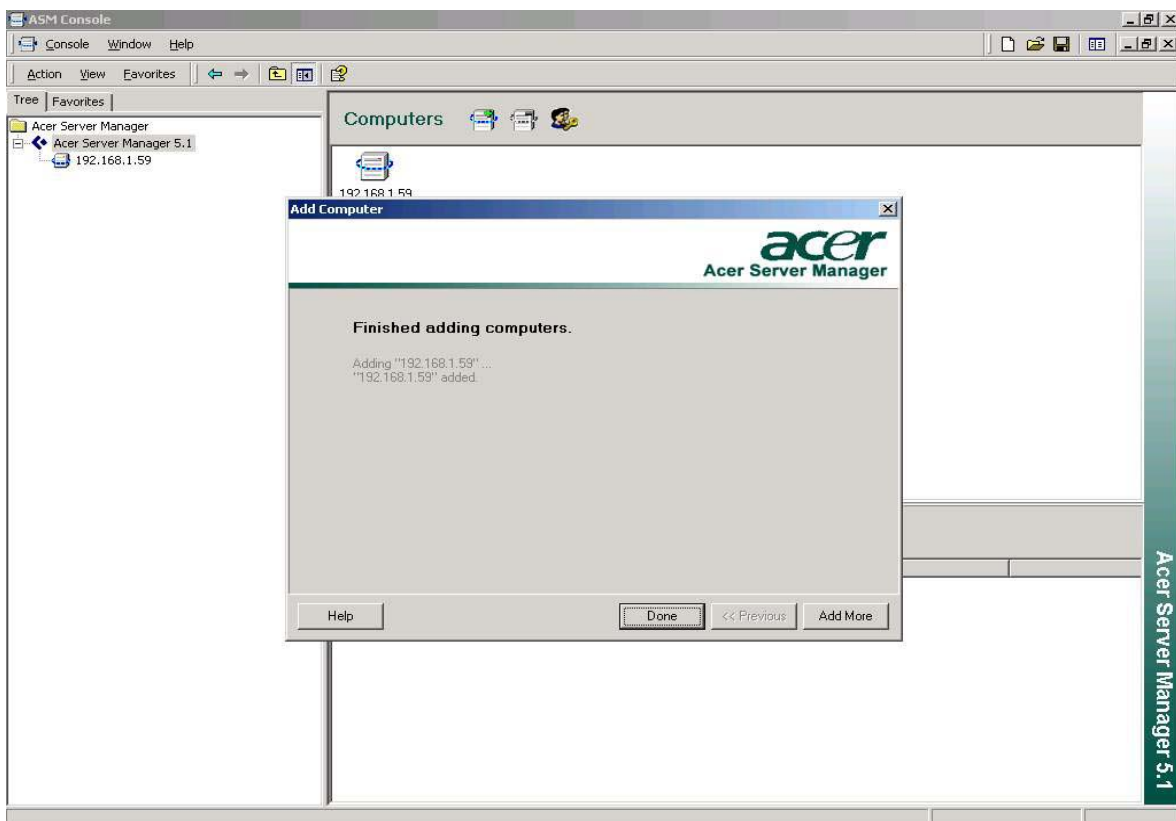 ASM Console
Console Window Help
Action View Favorites
Tree Favorites
Acer Server Manager
Acer Server Manager 5.1
192.168.1.59
Computers
192.168.1.59
Add Computer
acer
Acer Server Manager
Finished adding computers.
Adding "192.168.1.59" ...
"192.168.1.59" added.
Help Done << Previous Add More
Acer Server Manager 5.1